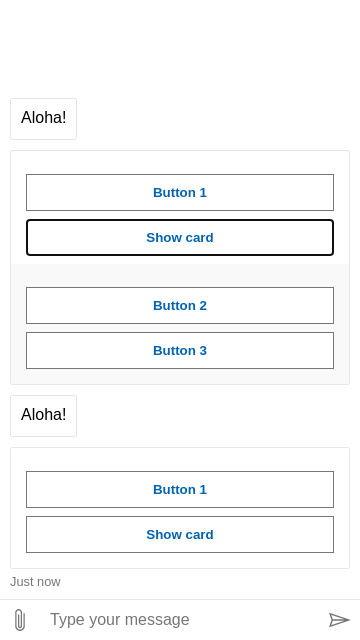 Aloha!
Button 1
Show card
Button 2
Button 3
Aloha!
Button 1
Show card
Just now
Type your message